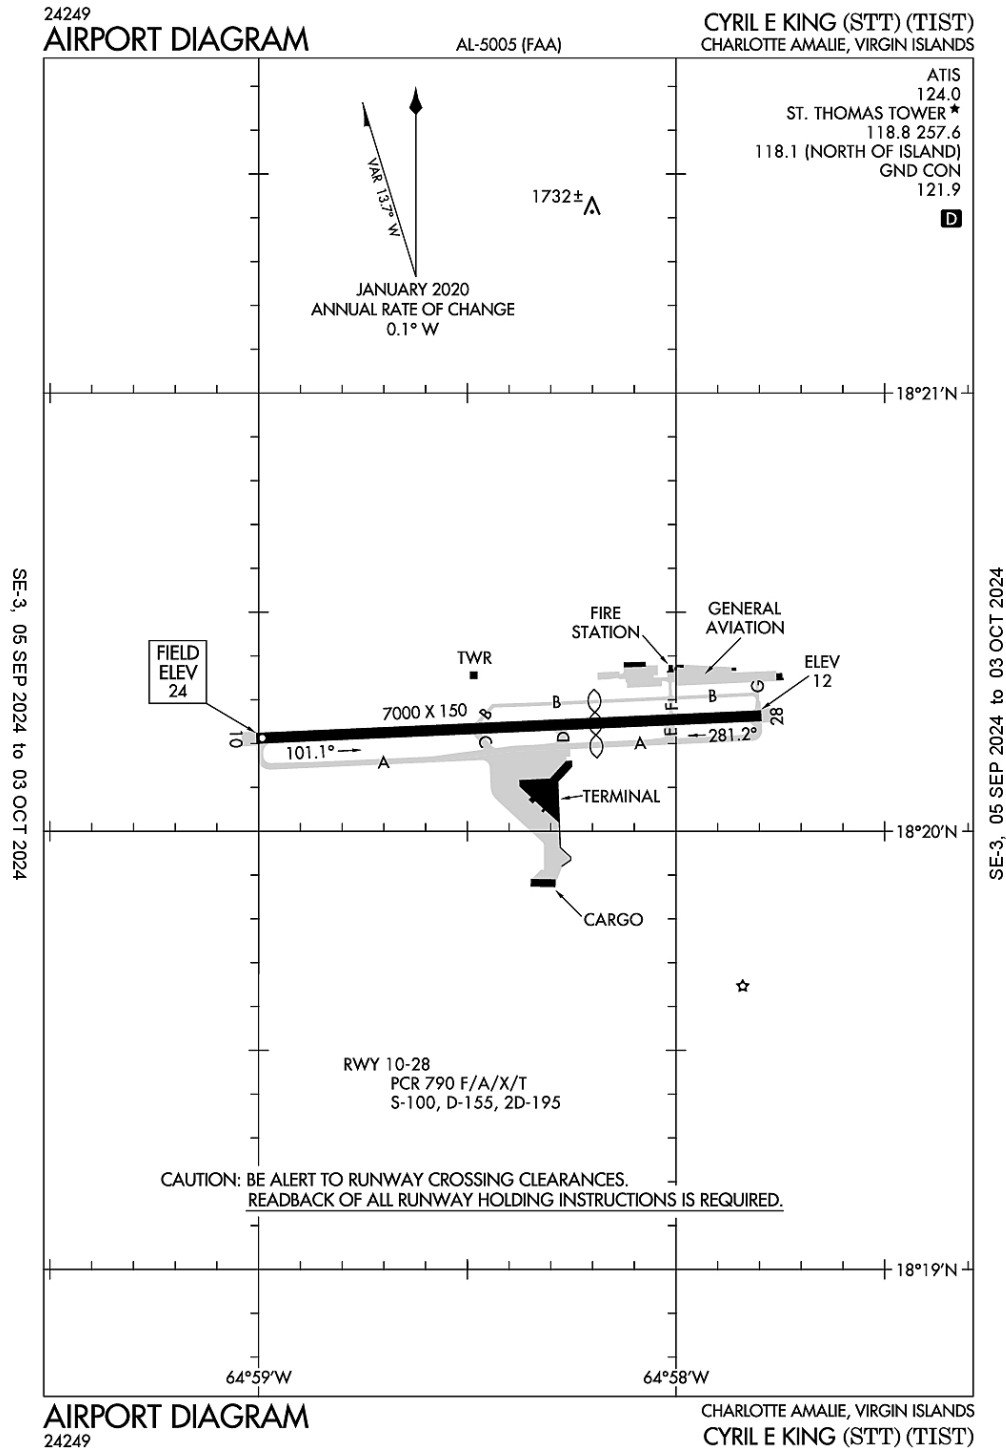 24249
AIRPORT DIAGRAM
AL-5005 (FAA)
CYRIL E KING (STT) (TIST)
CHARLOTTE AMALIE, VIRGIN ISLANDS
ATIS
124.0
ST. THOMAS TOWER★
118.8 257.6
118.1 (NORTH OF ISLAND)
GND CON
121.9
D
VAR 13.7° W
1732±
JANUARY 2020
ANNUAL RATE OF CHANGE
0.1° W
18°21′N
SE-3, 05 SEP 2024 to 03 OCT 2024
SE-3, 05 SEP 2024 to 03 OCT 2024
FIRE
STATION
GENERAL
AVIATION
FIELD
ELEV
24
TWR
ELEV
12
B
B
B
G
F
7000 X 150
10
28
101.1°
281.2°
C
D
E
A
A
TERMINAL
18°20′N
CARGO
RWY 10-28
PCR 790 F/A/X/T
S-100, D-155, 2D-195
CAUTION: BE ALERT TO RUNWAY CROSSING CLEARANCES.
READBACK OF ALL RUNWAY HOLDING INSTRUCTIONS IS REQUIRED.
18°19′N
64°59′W
64°58′W
AIRPORT DIAGRAM
24249
CHARLOTTE AMALIE, VIRGIN ISLANDS
CYRIL E KING (STT) (TIST)